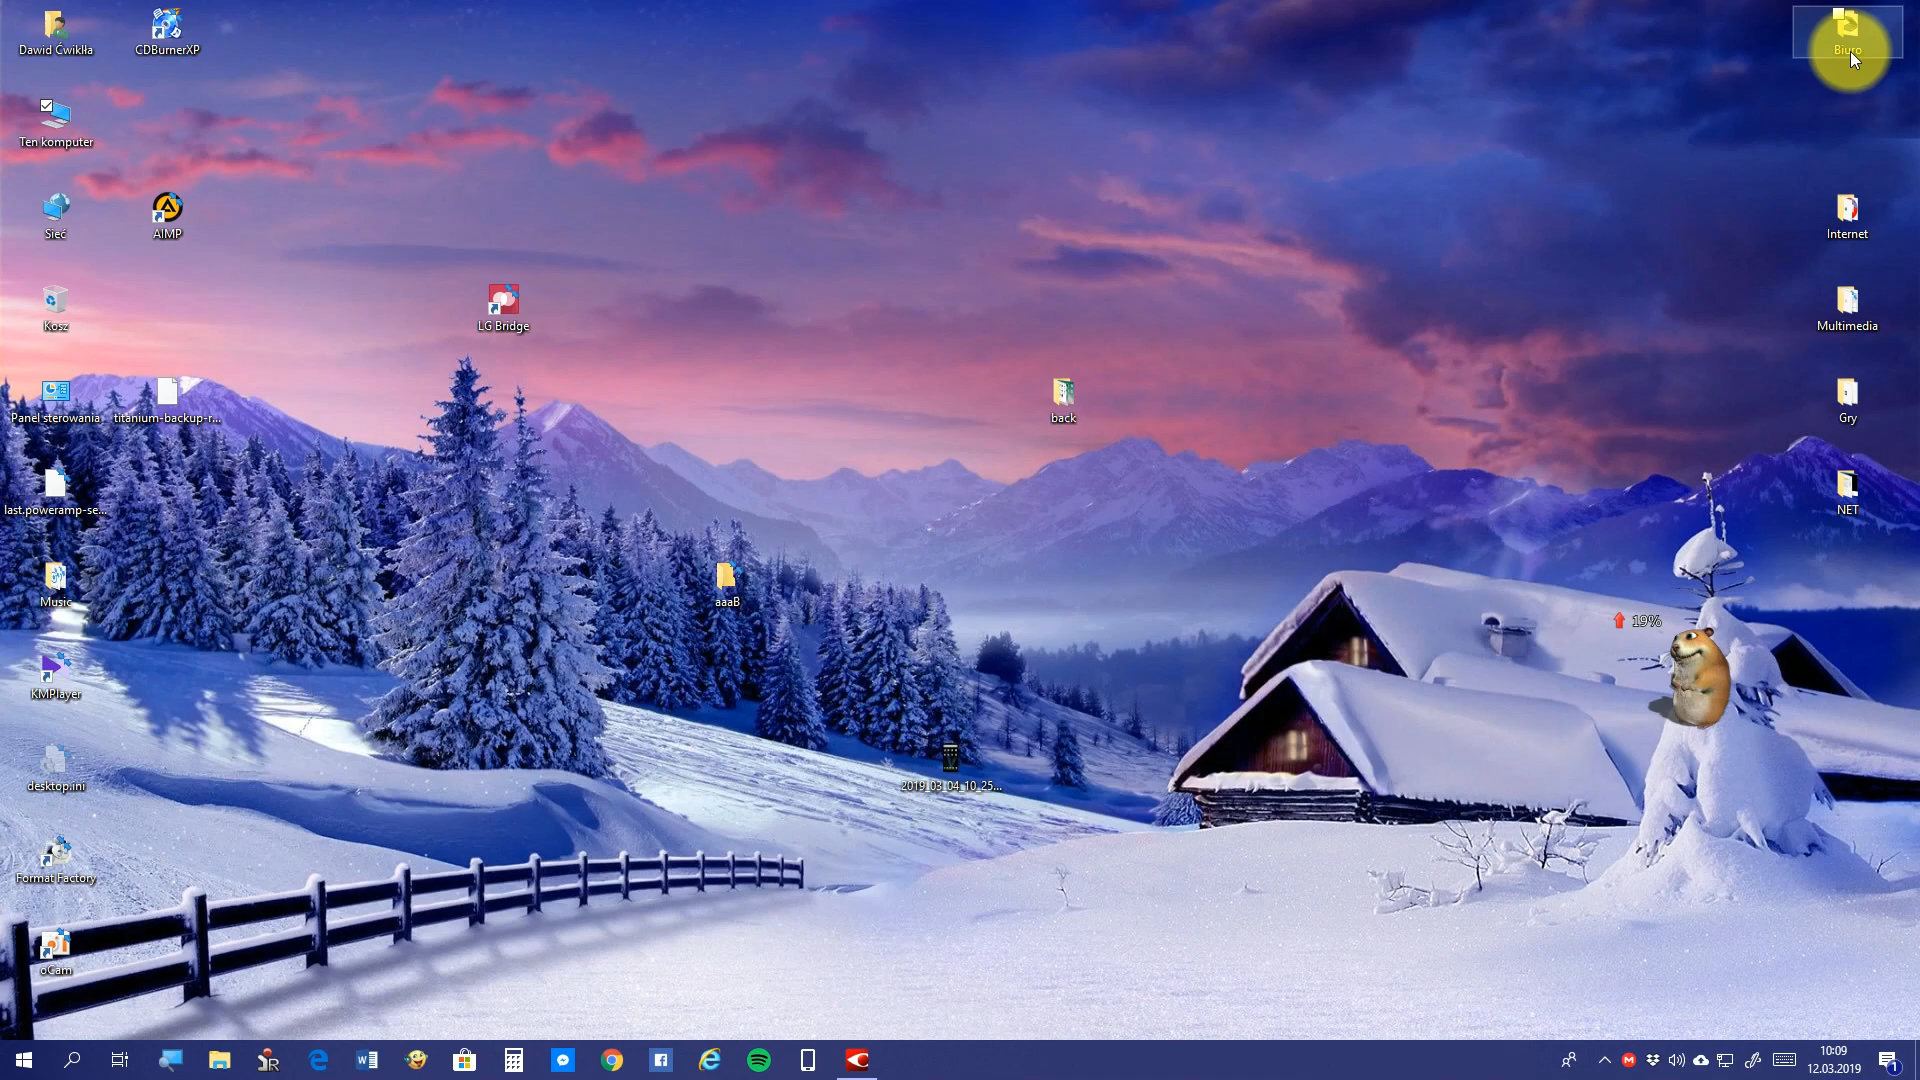 Dawid Ćwikła
CDBurnerXP
Biuro
Ten komputer
Sieć
AIMP
Internet
Kosz
LG Bridge
Multimedia
Panel sterowania
titanium-backup-r...
back
Gry
last.poweramp-se...
NET
Music
aaaB
19%
KMPlayer
desktop.ini
2019_03_04_10_25...
Format Factory
oCam
10:09
12.03.2019
1